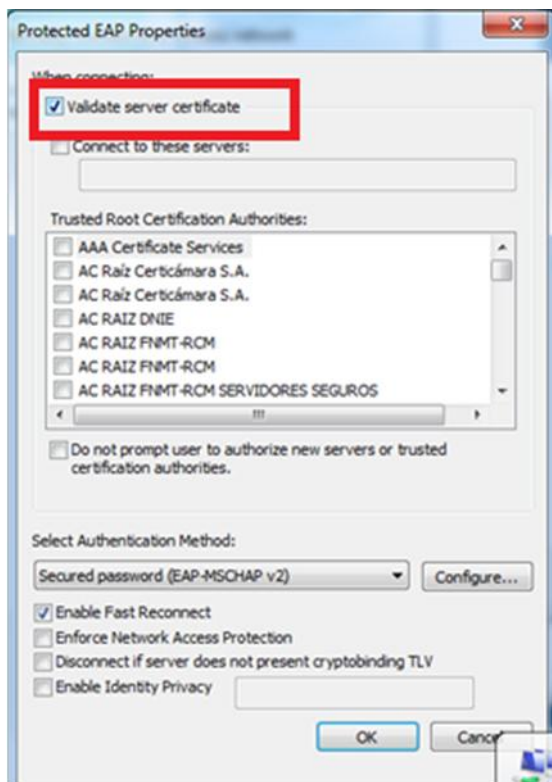 Protected EAP Properties
When connecting:
Validate server certificate
Connect to these servers:
Trusted Root Certification Authorities:
AAA Certificate Services
AC Raíz Certicámara S.A.
AC Raíz Certicámara S.A.
AC RAIZ DNIE
AC RAIZ FNMT-RCM
AC RAIZ FNMT-RCM
AC RAIZ FNMT-RCM SERVIDORES SEGUROS
Do not prompt user to authorize new servers or trusted
certification authorities.
Select Authentication Method:
Secured password (EAP-MSCHAP v2)
Configure...
Enable Fast Reconnect
Enforce Network Access Protection
Disconnect if server does not present cryptobinding TLV
Enable Identity Privacy
OK
Cancel